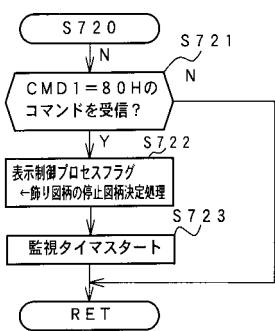 S720
N
S721
CMD1=80Hの
コマンドを受信?
N
Y
S722
表示制御プロセスフラグ
←飾り図柄の停止図柄決定処理
S723
監視タイマスタート
RET